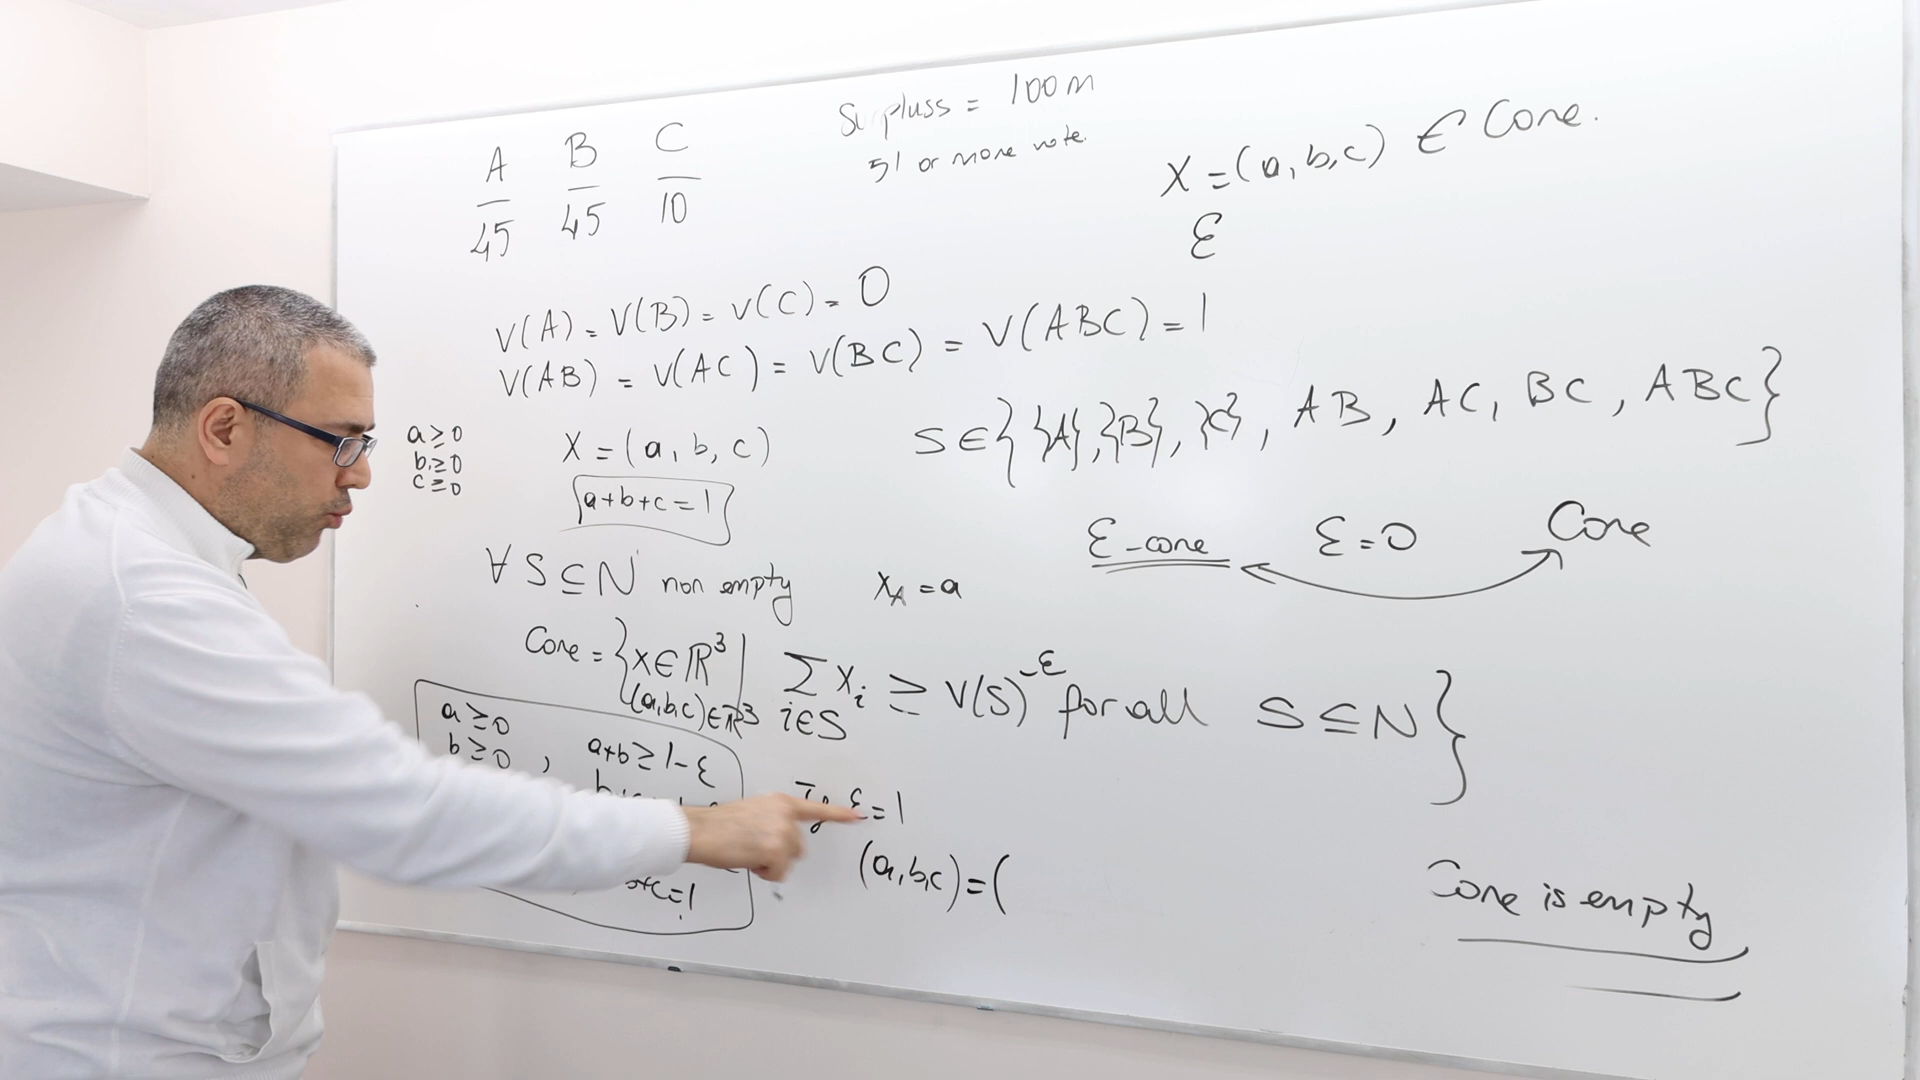 A B C
45 45 10
Surpluss = 100 m
51 or more vote.
X = (a, b, c) ∈ Core.
ε
V(A) = V(B) = V(C) = 0
V(AB) = V(AC) = V(BC) = V(ABC) = 1
S ∈ { {A}, {B}, {C}, AB, AC, BC, ABC }
a ≥ 0
b ≥ 0
c ≥ 0
X = (a, b, c)
a+b+c = 1
ε-core ε = 0 Core
∀ S ⊆ N non empty x_A = a
Core = { x ∈ ℝ³ | Σ x_i ≥ V(S) - ε for all S ⊆ N }
(a,b,c) ∈ ℝ³ i∈S
a ≥ 0
b ≥ 0 , a+b ≥ 1-ε
+c = 1
ε = 1
(a,b,c) = (
Core is empty